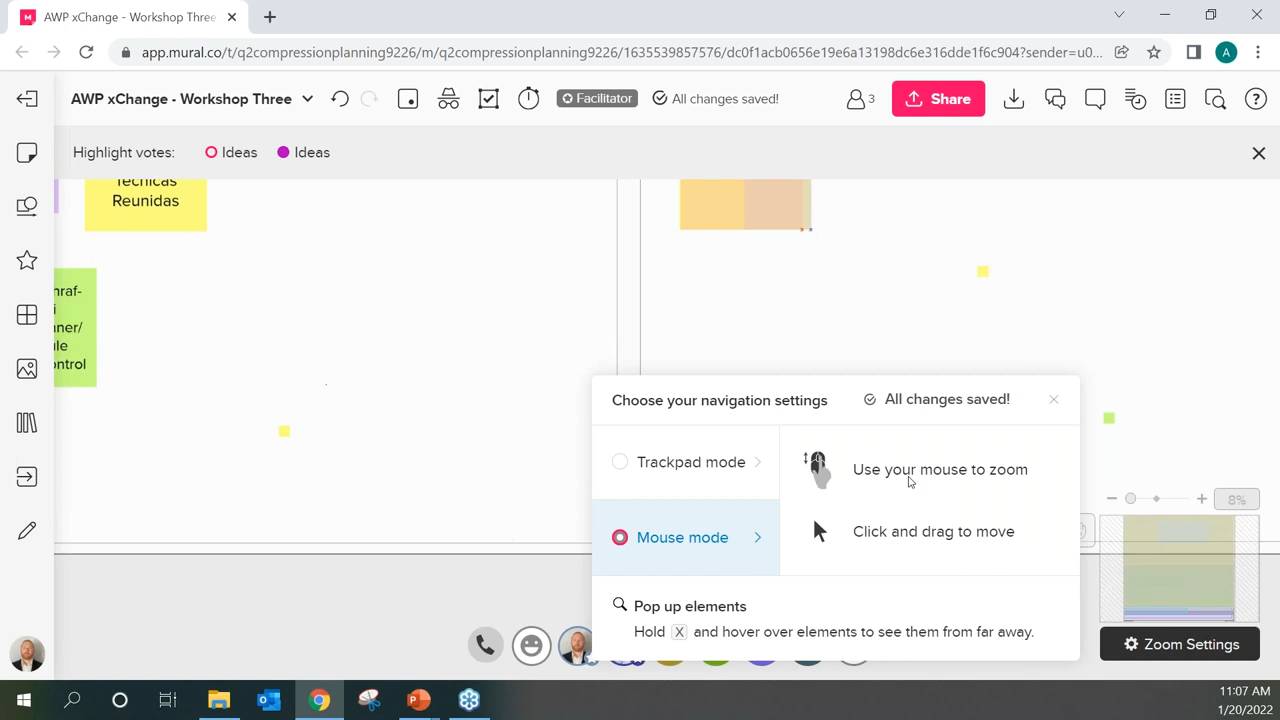 AWP xChange - Workshop Three
app.mural.co/t/q2compressionplanning9226/m/q2compressionplanning9226/1635539857576/dc0f1acb0656e19e6a13198dc6e316dde1f6c904?sender=u0...
A
AWP xChange - Workshop Three
Facilitator
All changes saved!
3
Share
Highlight votes:
Ideas
Ideas
Técnicas
Reunidas
nraf-
i
nner/
ule
ontrol
Choose your navigation settings
All changes saved!
Trackpad mode
Use your mouse to zoom
Mouse mode
Click and drag to move
Pop up elements
Hold X and hover over elements to see them from far away.
8%
Zoom Settings
11:07 AM
1/20/2022